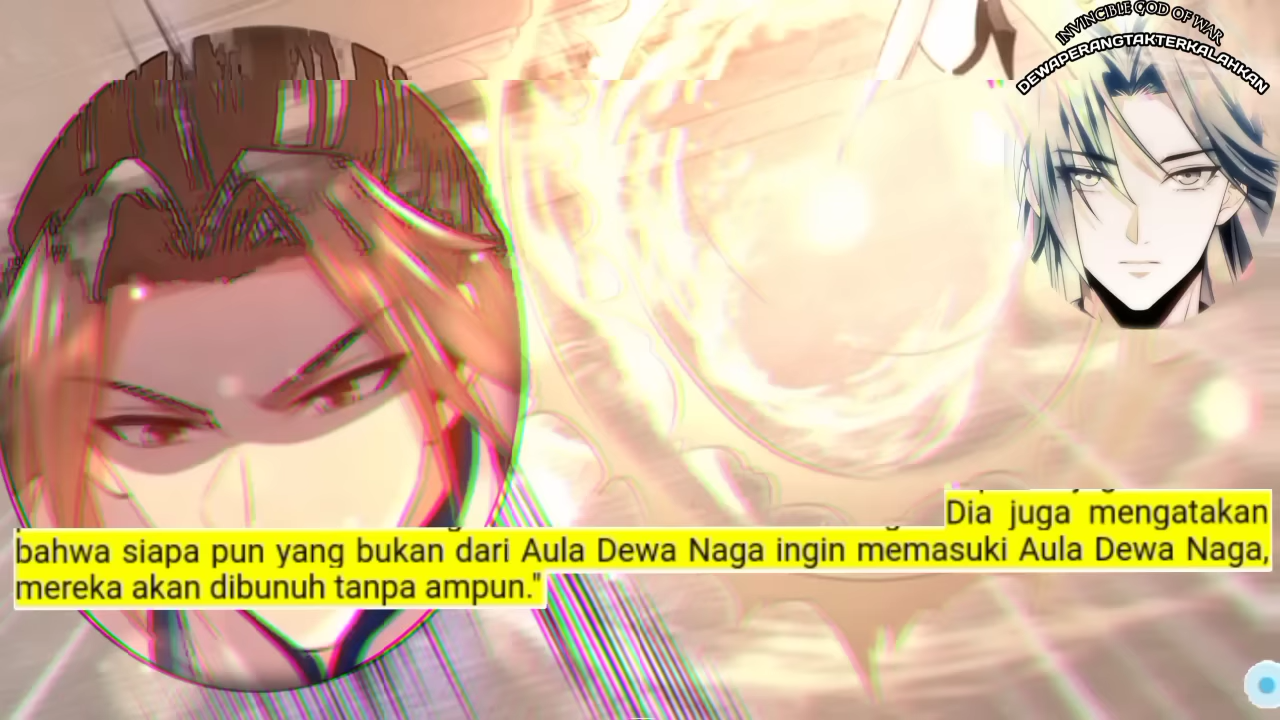 INVINCIBLE GOD OF WAR
DEWAPERANGTAKTERKALAHKAN
Dia juga mengatakan
bahwa siapa pun yang bukan dari Aula Dewa Naga ingin memasuki Aula Dewa Naga,
mereka akan dibunuh tanpa ampun."